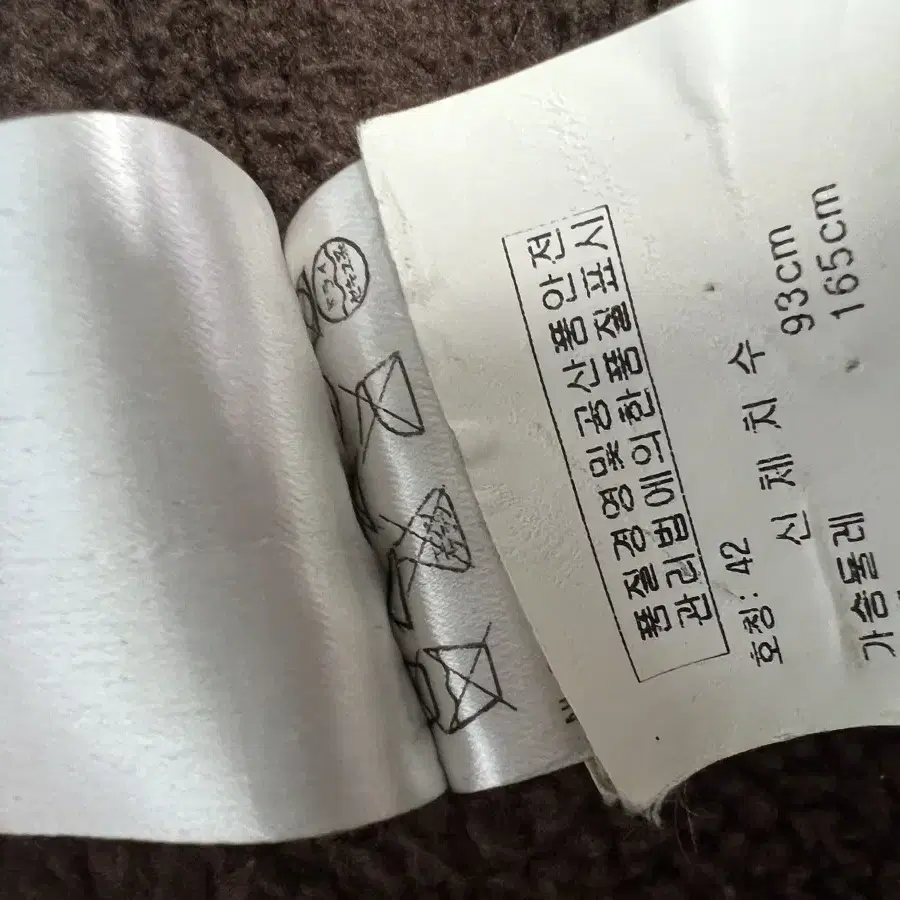 품질경영및공산품안전
관리법에의한품질표시
호칭: 42
신 체 치 수
가슴둘레 93cm
165cm